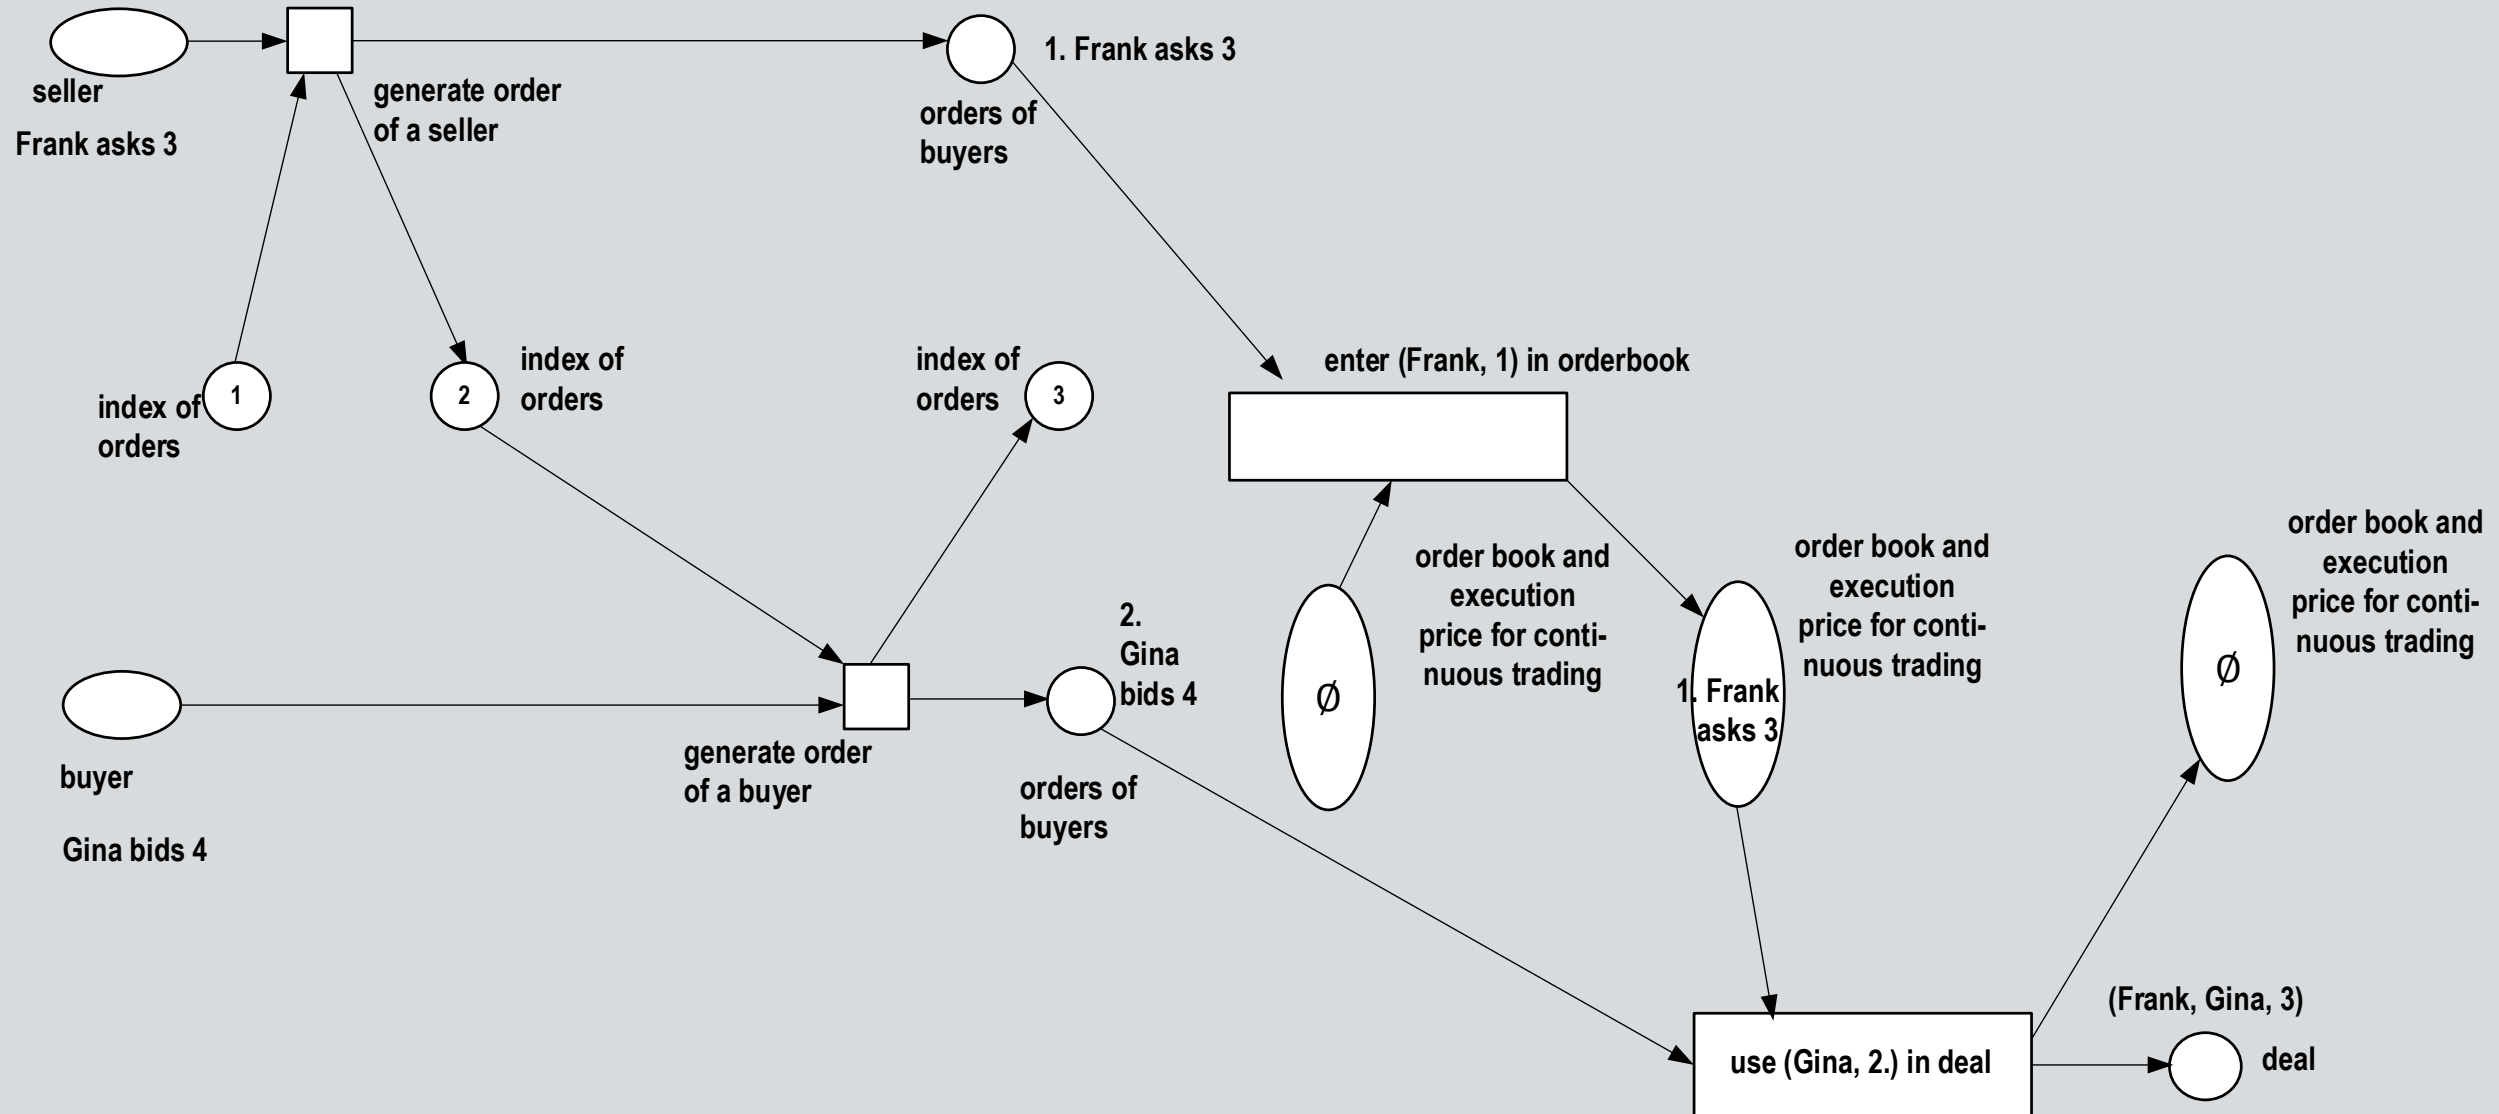 1. Frank asks 3
seller
generate order
of a seller
Frank asks 3
orders of
buyers
index of
orders
1
2
index of
orders
index of
orders
3
enter (Frank, 1) in orderbook
order book and
execution
price for conti-
nuous trading
order book and
execution
price for conti-
nuous trading
order book and
execution
price for conti-
nuous trading
2.
Gina
bids 4
Ø
1. Frank
asks 3
Ø
buyer
generate order
of a buyer
orders of
buyers
Gina bids 4
(Frank, Gina, 3)
use (Gina, 2.) in deal
deal